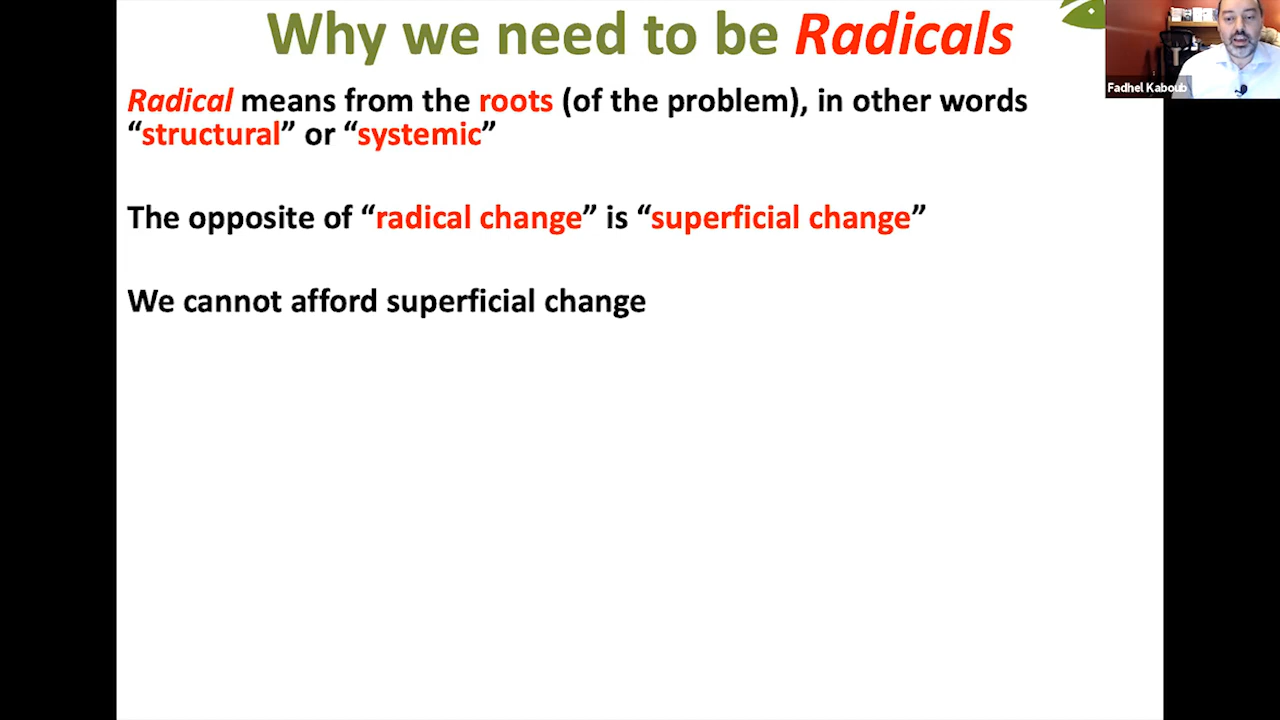 Why we need to be Radicals
Fadhel Kaboub
Radical means from the roots (of the problem), in other words
“structural” or “systemic”
The opposite of “radical change” is “superficial change”
We cannot afford superficial change